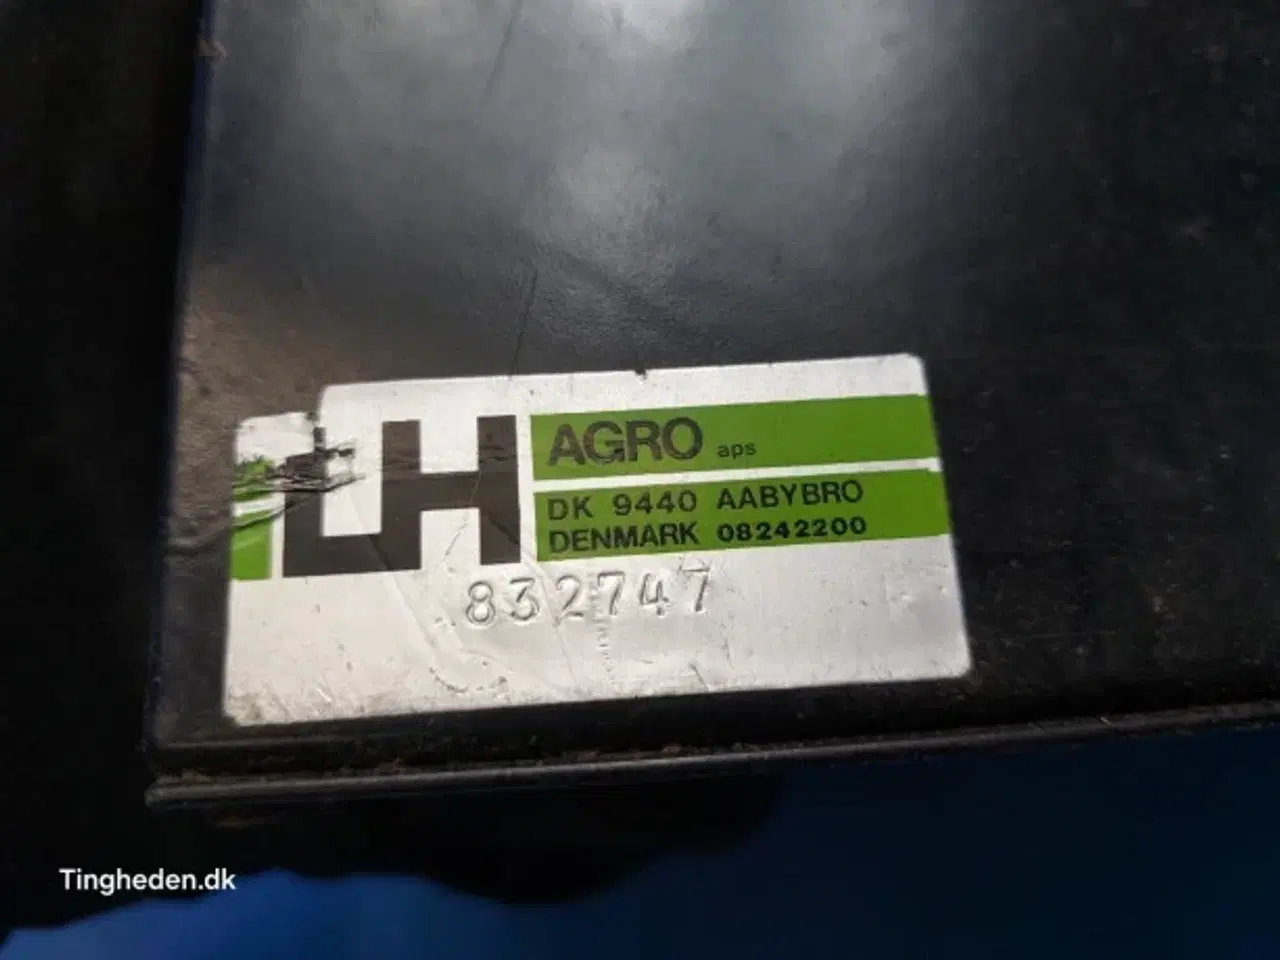 LH AGRO aps
DK 9440 AABYBRO
DENMARK 08242200
832747
Tingheden.dk